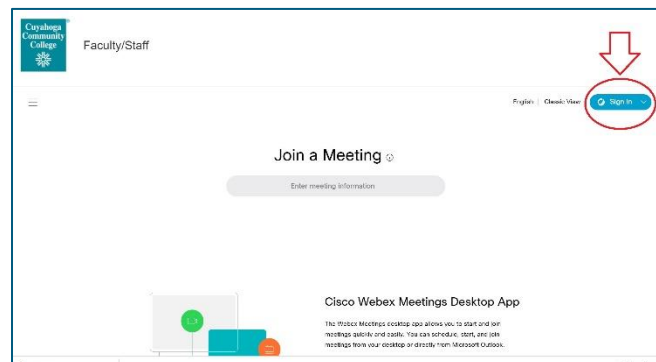 Cuyahoga
Community
College
Faculty/Staff
English | Classic View
Sign In
Join a Meeting
Enter meeting information
Cisco Webex Meetings Desktop App
The Webex Meetings desktop app allows you to start and join
meetings quickly and easily. You can schedule, start, and join
meetings from your desktop or directly from Microsoft Outlook.